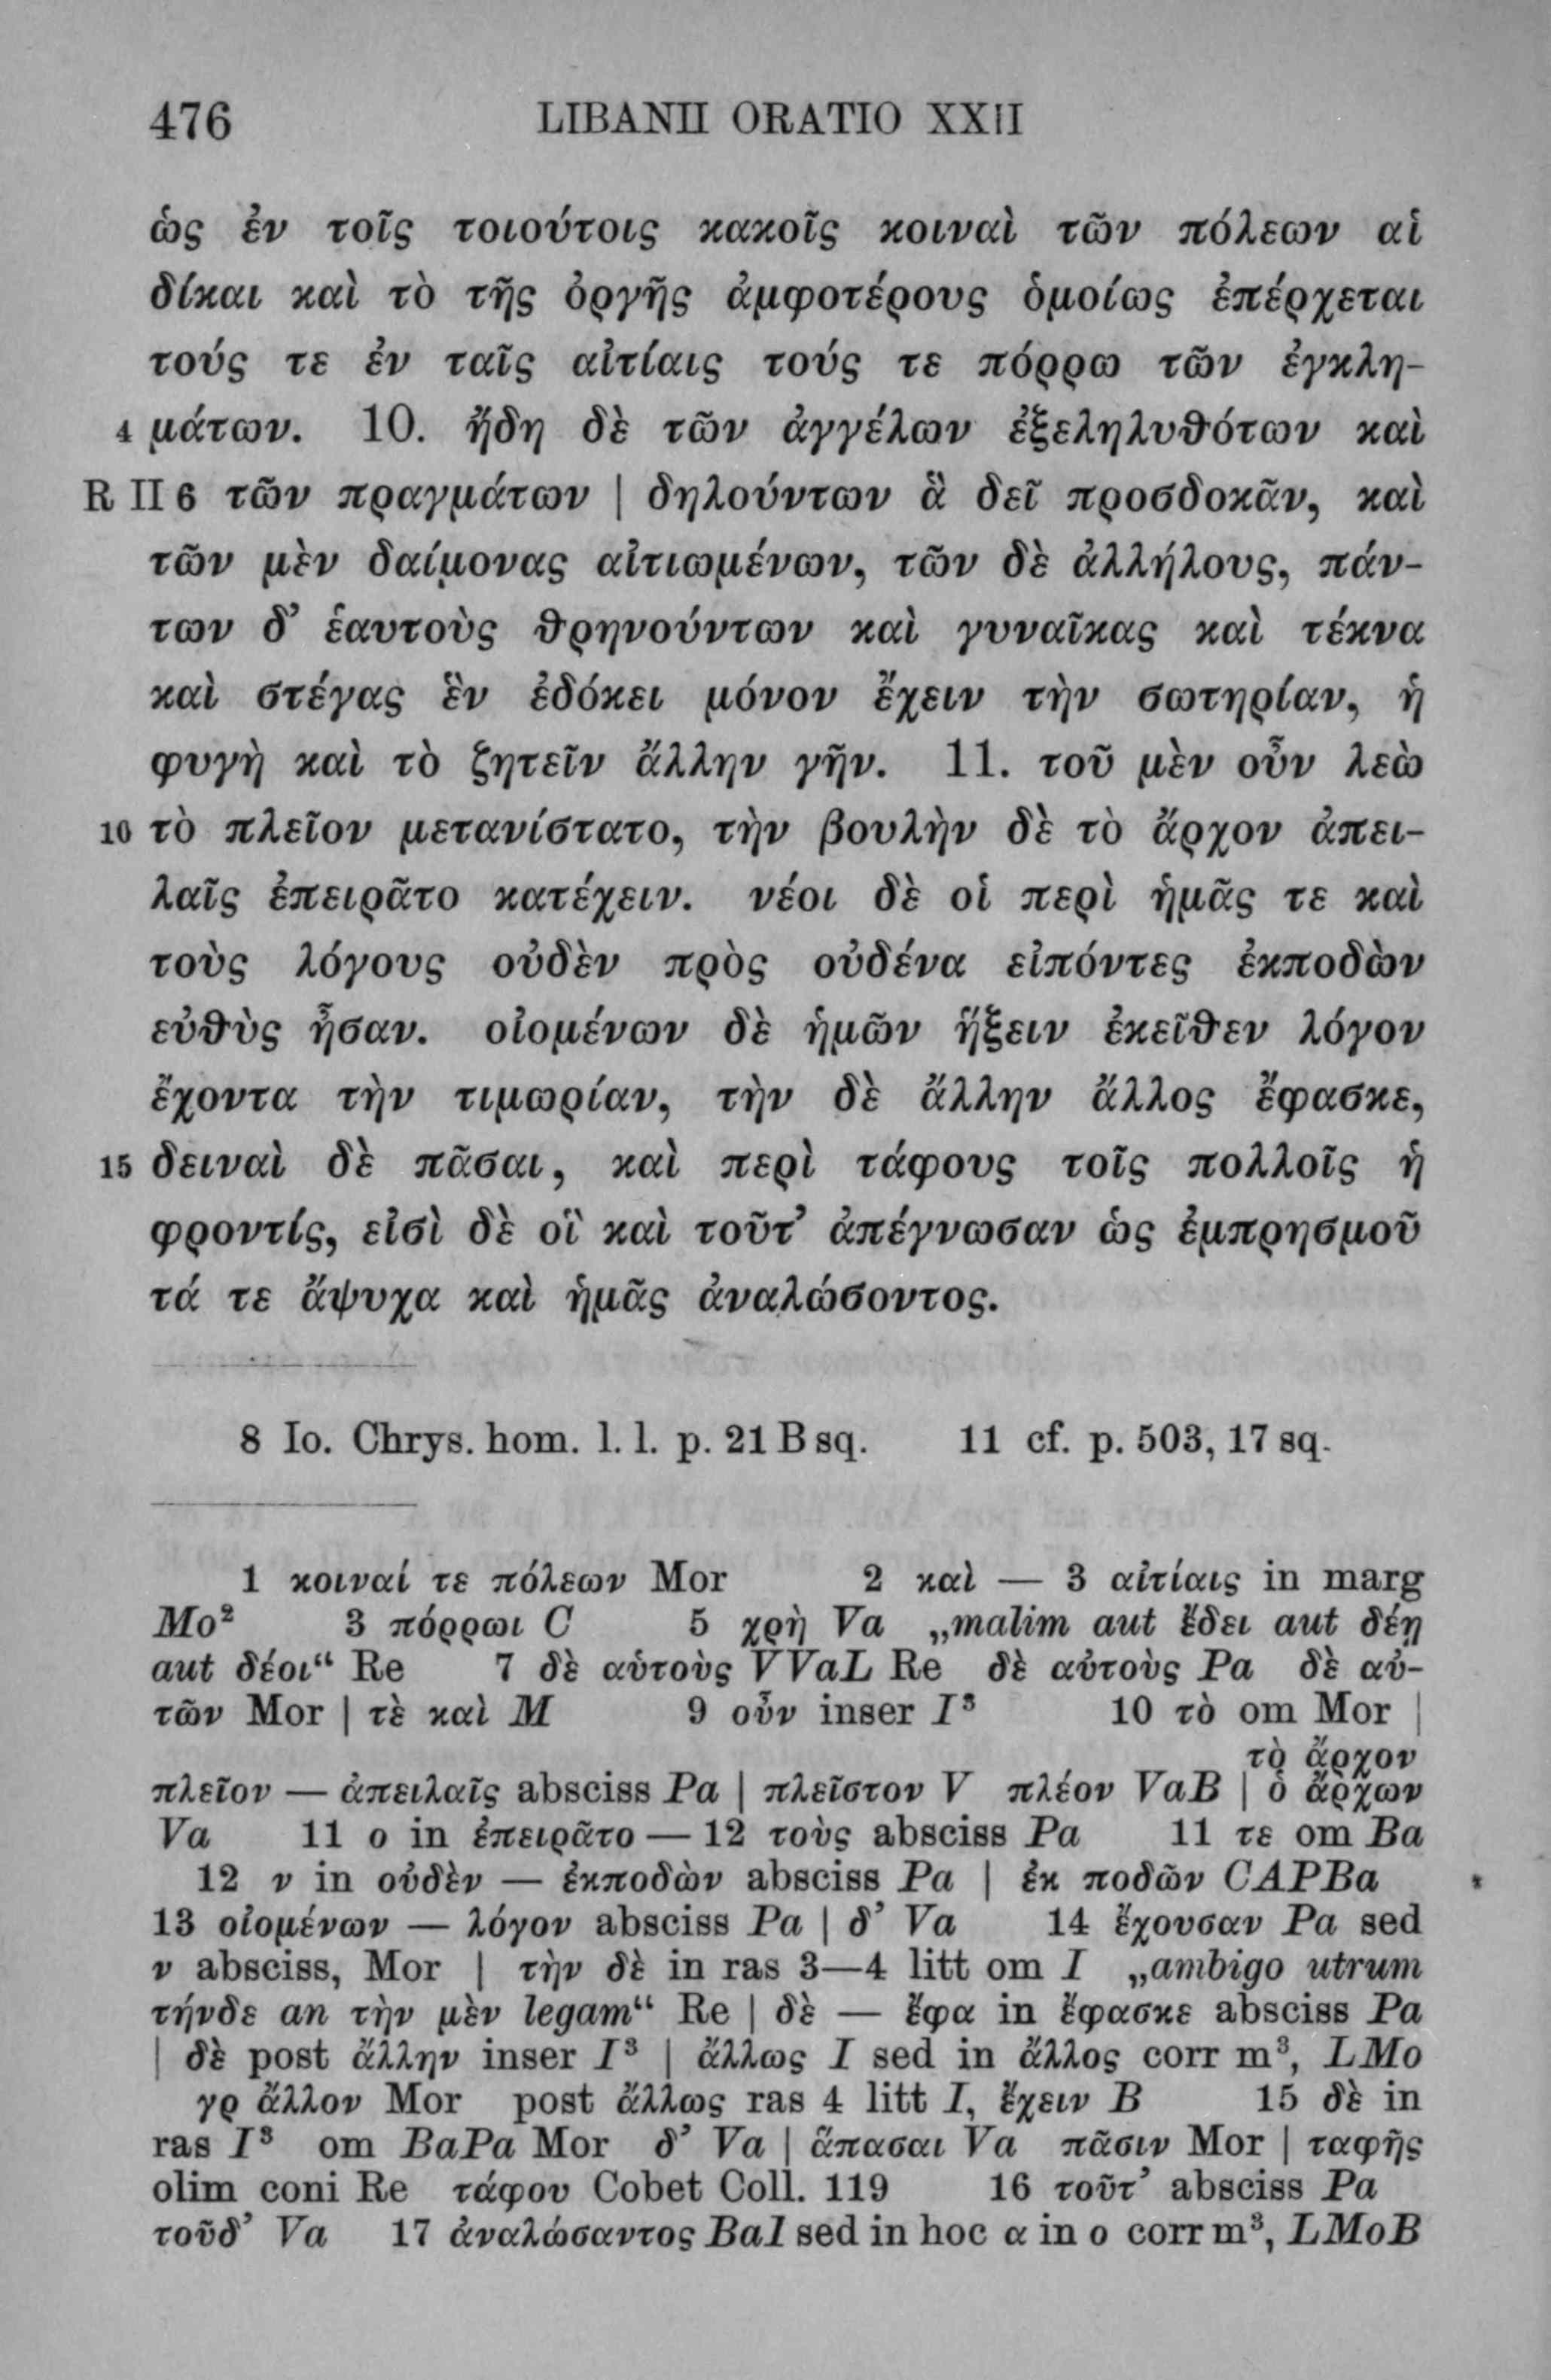 476 LIBANII ORATIO XXII
ὡς ἐν τοῖς τοιούτοις κακοῖς κοιναὶ τῶν πόλεων αἱ
δίκαι καὶ τὸ τῆς ὀργῆς ἀμφοτέρους ὁμοίως ἐπέρχεται
τούς τε ἐν ταῖς αἰτίαις τούς τε πόρρω τῶν ἐγκλη-
4 μάτων. 10. ἤδη δὲ τῶν ἀγγέλων ἐξεληλυθότων καὶ
R II 6 τῶν πραγμάτων | δηλούντων ἃ δεῖ προσδοκᾶν, καὶ
τῶν μὲν δαίμονας αἰτιωμένων, τῶν δὲ ἀλλήλους, πάν-
των δ’ ἑαυτοὺς θρηνούντων καὶ γυναῖκας καὶ τέκνα
καὶ στέγας ἓν ἐδόκει μόνον ἔχειν τὴν σωτηρίαν, ἡ
φυγὴ καὶ τὸ ζητεῖν ἄλλην γῆν. 11. τοῦ μὲν οὖν λεὼ
10 τὸ πλεῖον μετανίστατο, τὴν βουλὴν δὲ τὸ ἄρχον ἀπει-
λαῖς ἐπειρᾶτο κατέχειν. νέοι δὲ οἱ περὶ ἡμᾶς τε καὶ
τοὺς λόγους οὐδὲν πρὸς οὐδένα εἰπόντες ἐκποδὼν
εὐθὺς ἦσαν. οἰομένων δὲ ἡμῶν ἥξειν ἐκεῖθεν λόγον
ἔχοντα τὴν τιμωρίαν, τὴν δὲ ἄλλην ἄλλος ἔφασκε,
15 δειναὶ δὲ πᾶσαι, καὶ περὶ τάφους τοῖς πολλοῖς ἡ
φροντίς, εἰσὶ δὲ οἳ καὶ τοῦτ’ ἀπέγνωσαν ὡς ἐμπρησμοῦ
τά τε ἄψυχα καὶ ἡμᾶς ἀναλώσοντος.
8 Io. Chrys. hom. l. l. p. 21 B sq. 11 cf. p. 503, 17 sq.
1 κοιναί τε πόλεων Mor 2 καὶ — 3 αἰτίαις in marg
Mo² 3 πόρρωι C 5 χρὴ Va „malim aut ἔδει aut δέῃ
aut δέοι“ Re 7 δὲ αὑτοὺς VVaL Re δὲ αὐτοὺς Pa δὲ αὐ-
τῶν Mor | τὲ καὶ M 9 οὖν inser I³ 10 τὸ om Mor |
τὸ ἄρχον
πλεῖον — ἀπειλαῖς absciss Pa | πλεῖστον V πλέον VaB | ὁ ἄρχων
Va 11 ο in ἐπειρᾶτο — 12 τοὺς absciss Pa 11 τε om Ba
12 ν in οὐδὲν — ἐκποδὼν absciss Pa | ἐκ ποδῶν CAPBa
13 οἰομένων — λόγον absciss Pa | δ’ Va 14 ἔχουσαν Pa sed
ν absciss, Mor | τὴν δὲ in ras 3—4 litt om I „ambigo utrum
τήνδε an τὴν μὲν legam“ Re | δὲ — ἔφα in ἔφασκε absciss Pa
| δὲ post ἄλλην inser I³ | ἄλλως I sed in ἄλλος corr m³, LMo
γρ ἄλλον Mor post ἄλλως ras 4 litt I, ἔχειν B 15 δὲ in
ras I³ om BaPa Mor δ’ Va | ἅπασαι Va πᾶσιν Mor | ταφῆς
olim coni Re τάφου Cobet Coll. 119 16 τοῦτ’ absciss Pa
τοῦδ’ Va 17 ἀναλώσαντος BaI sed in hoc α in ο corr m³, LMoB